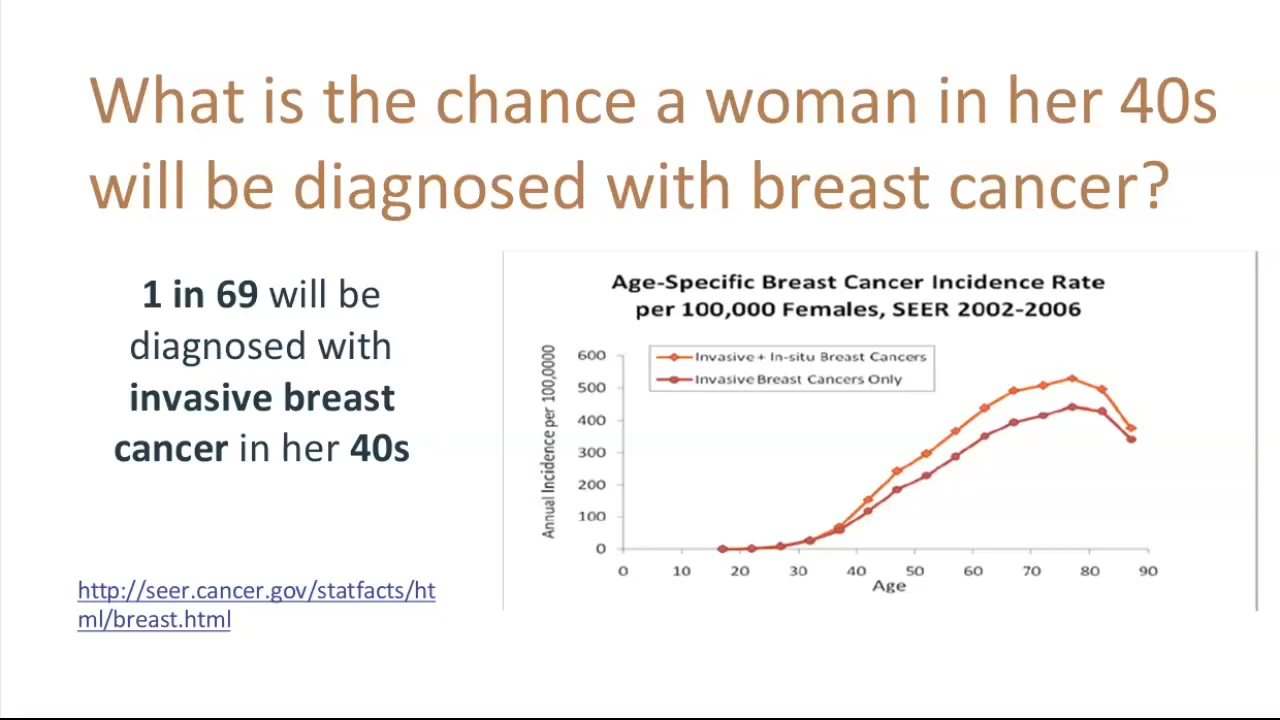 What is the chance a woman in her 40s
will be diagnosed with breast cancer?
1 in 69 will be
diagnosed with
invasive breast
cancer in her 40s
http://seer.cancer.gov/statfacts/ht
ml/breast.html
Age-Specific Breast Cancer Incidence Rate
per 100,000 Females, SEER 2002-2006
Invasive + In-situ Breast Cancers
Invasive Breast Cancers Only
Annual Incidence per 100,0000
600
500
400
300
200
100
0
0 10 20 30 40 50 60 70 80 90
Age